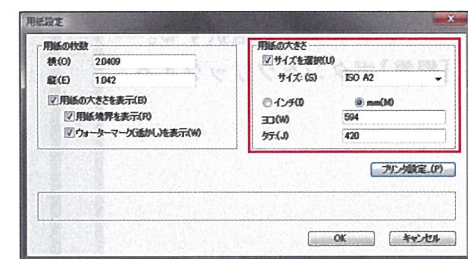 用紙設定
用紙の枚数
横(O) 2.0409
縦(E) 1.042
用紙の大きさを表示(B)
用紙境界を表示(R)
ウォーターマーク(透かし)を表示(W)
用紙の大きさ
サイズを選択(U)
サイズ: (S) ISO A2
インチ(I) mm(M)
ヨコ(W) 594
タテ(J) 420
プリンタ設定...(P)
OK キャンセル